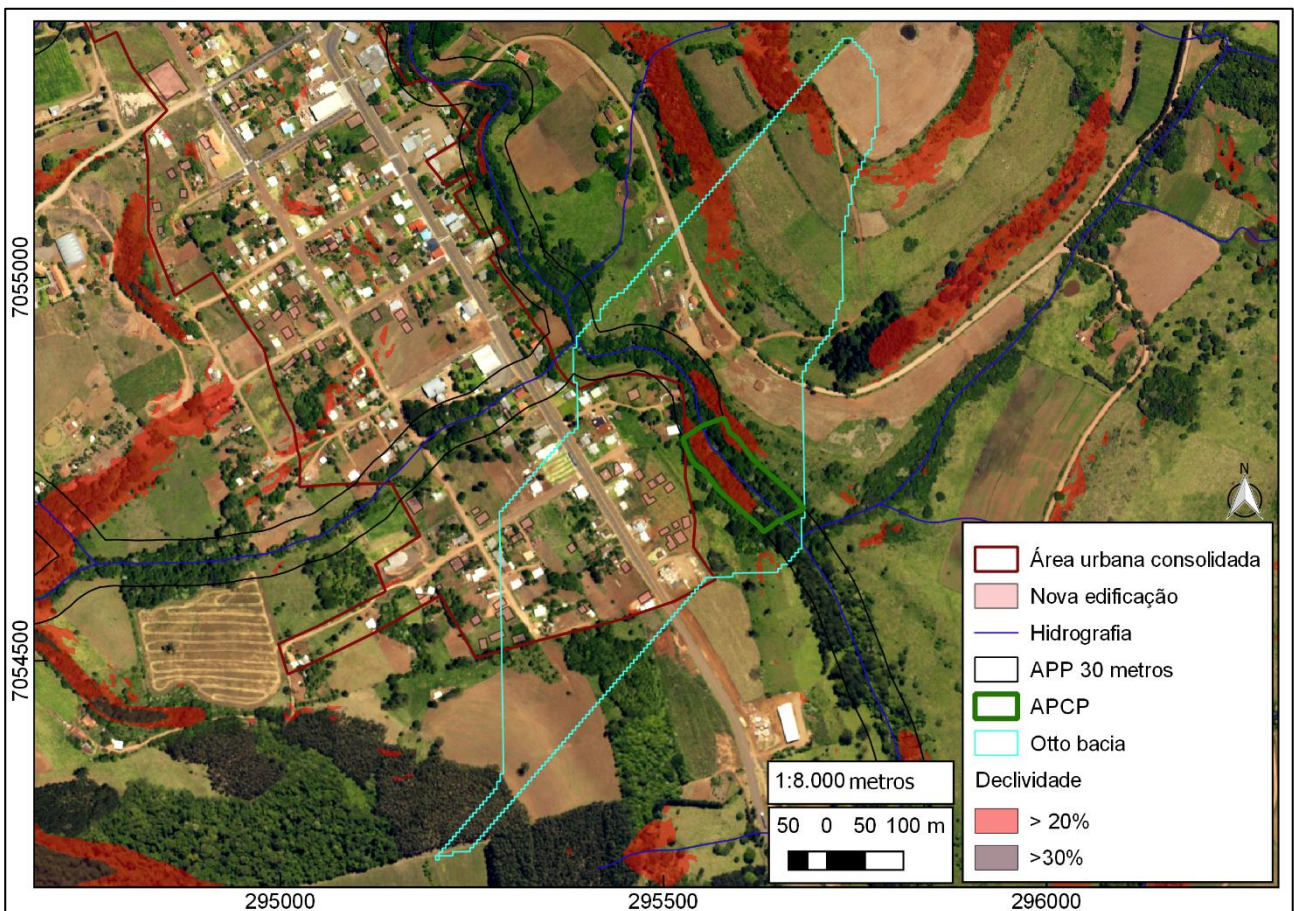 7055000
7054500
N
Área urbana consolidada
Nova edificação
Hidrografia
APP 30 metros
APCP
Otto bacia
Declividade
> 20%
>30%
1:8.000 metros
50 0 50 100 m
295000 295500 296000